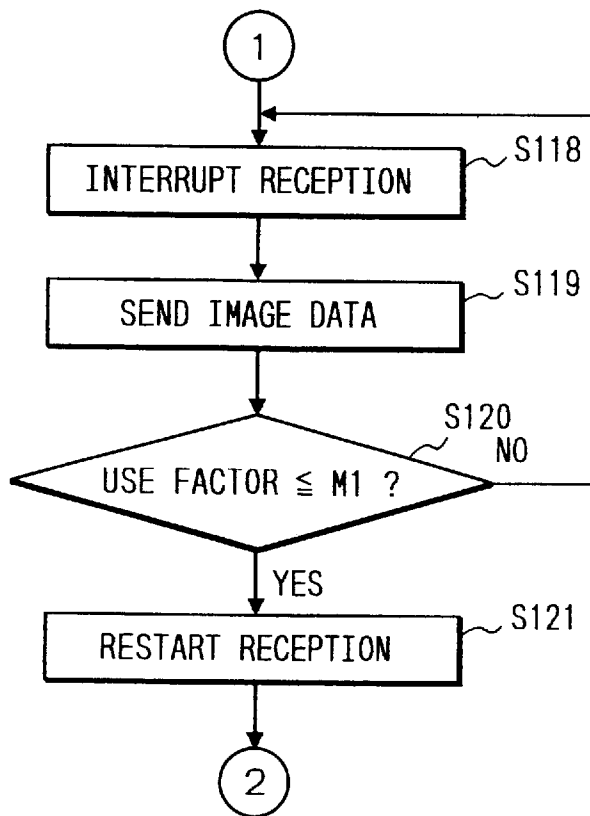 1
INTERRUPT RECEPTION
S118
SEND IMAGE DATA
S119
S120
USE FACTOR ≦ M1 ?
NO
YES
RESTART RECEPTION
S121
2